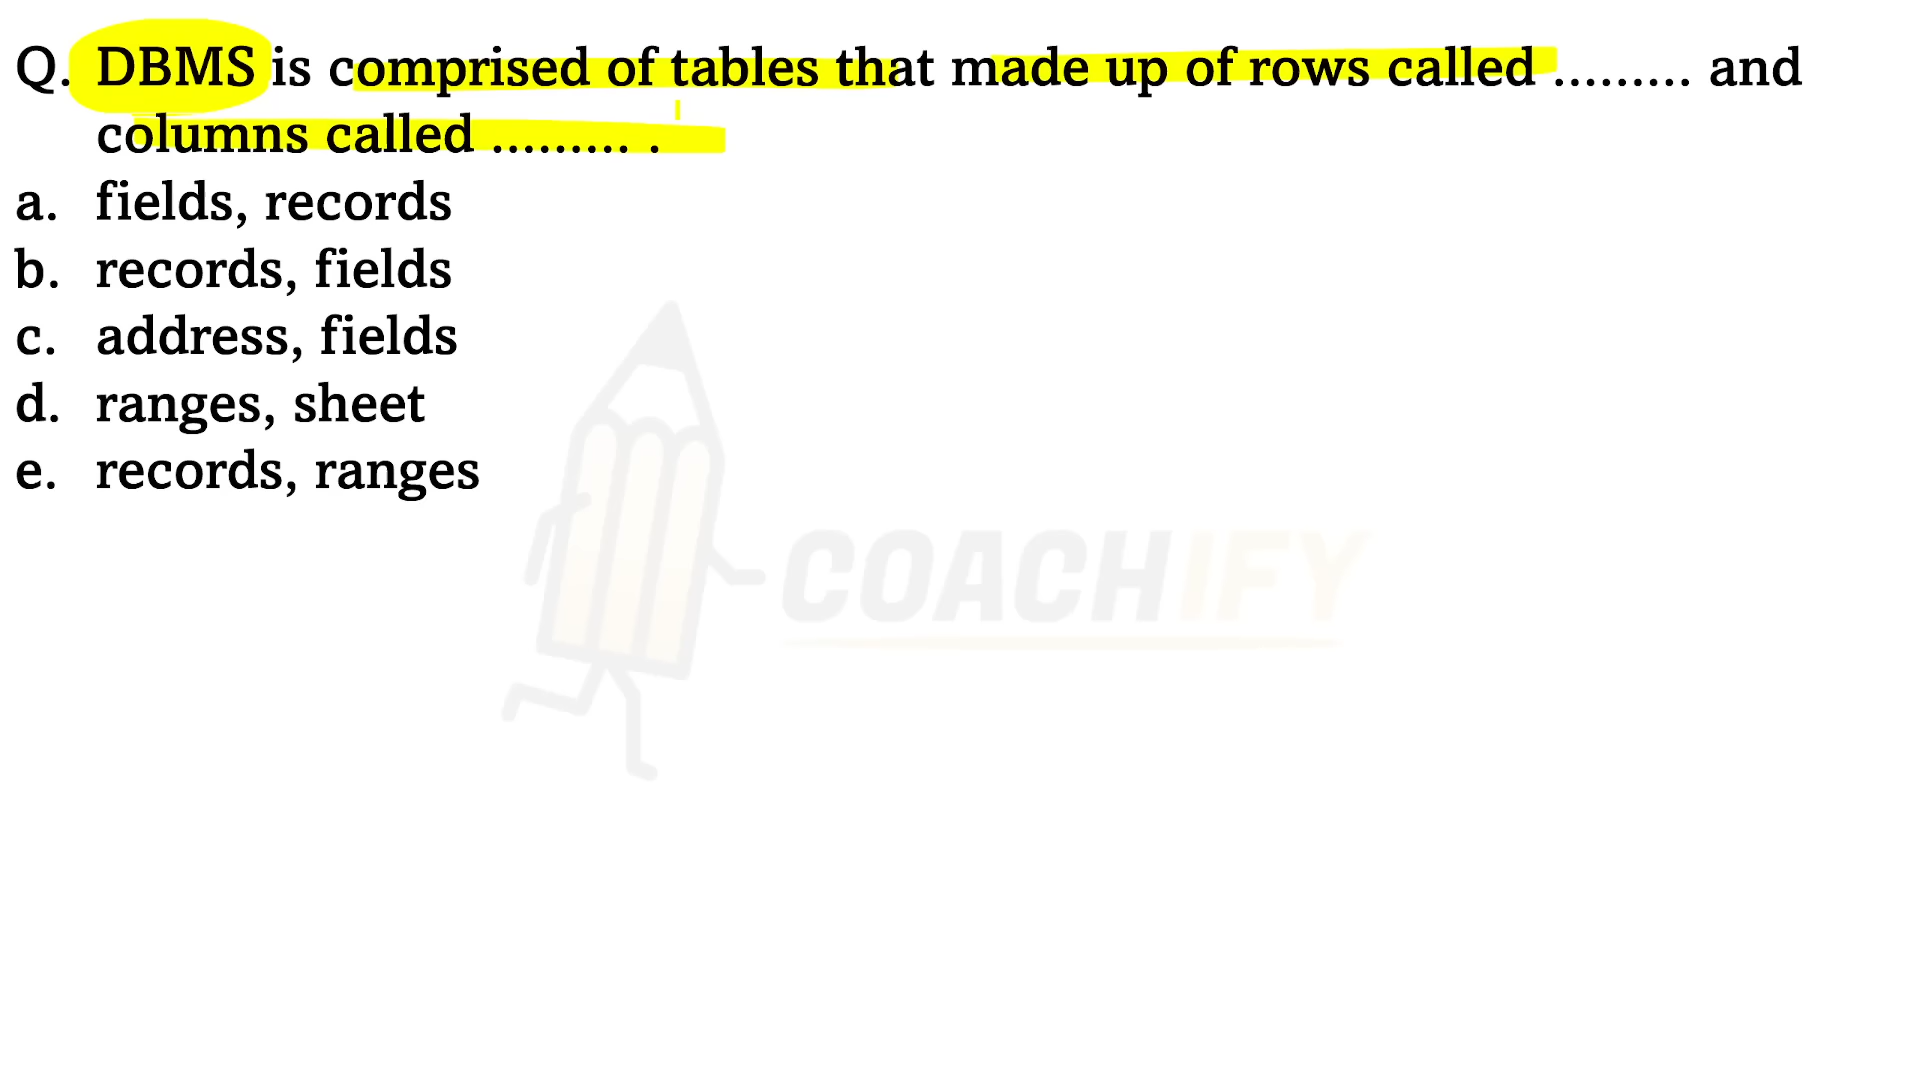 Q. DBMS is comprised of tables that made up of rows called ......... and
columns called ......... .
a. fields, records
b. records, fields
c. address, fields
d. ranges, sheet
e. records, ranges
COACHIFY